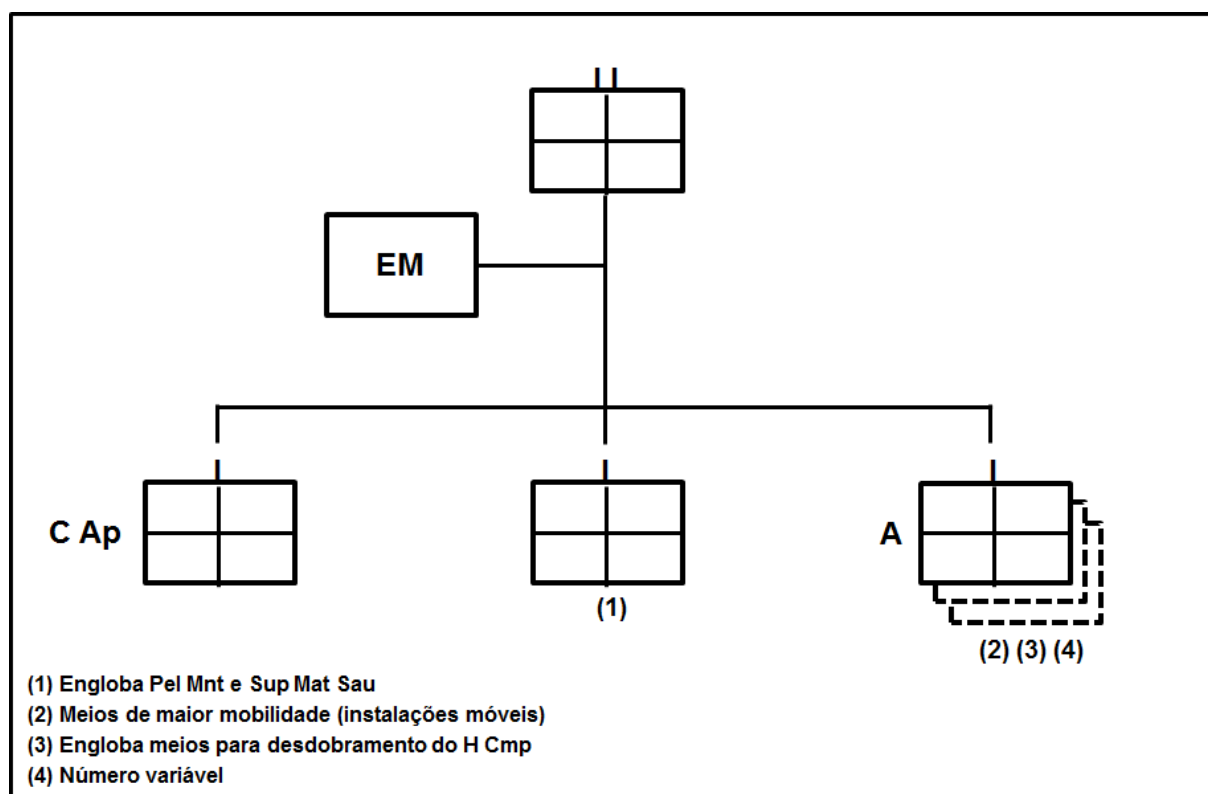 EM
C Ap
A
(1)
(2) (3) (4)
(1) Engloba Pel Mnt e Sup Mat Sau
(2) Meios de maior mobilidade (instalações móveis)
(3) Engloba meios para desdobramento do H Cmp
(4) Número variável